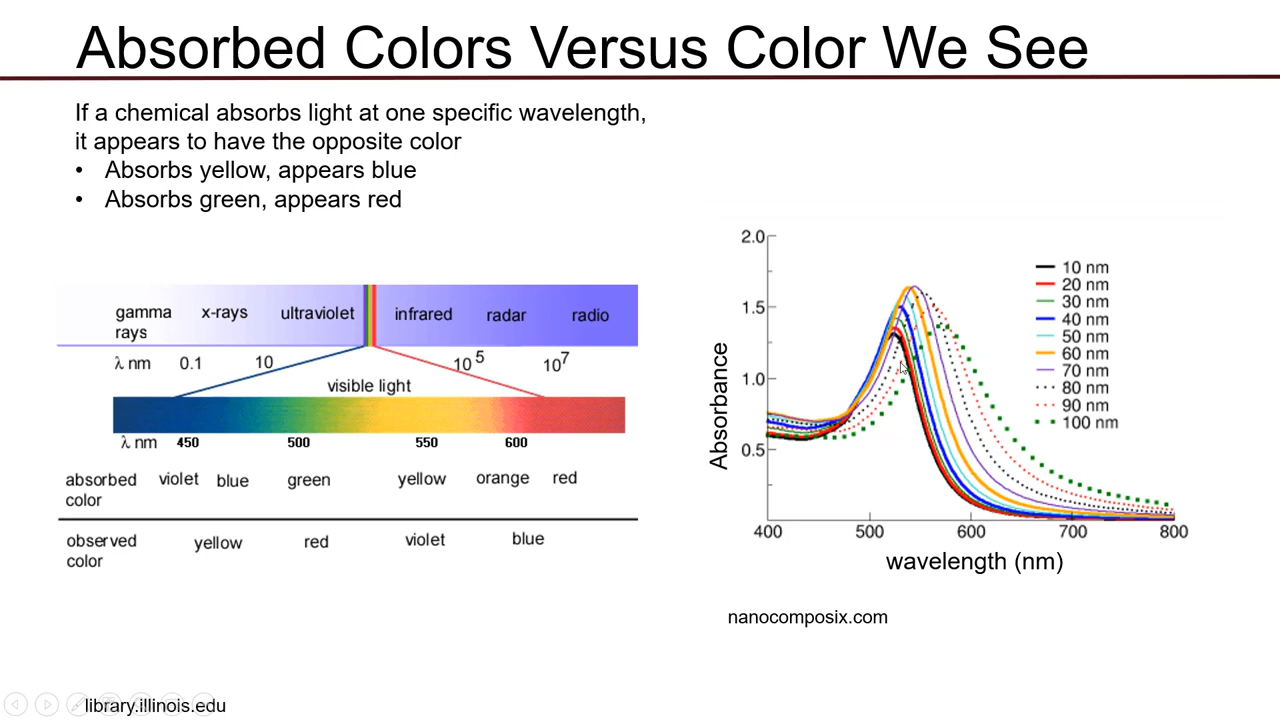 Absorbed Colors Versus Color We See
If a chemical absorbs light at one specific wavelength,
it appears to have the opposite color
• Absorbs yellow, appears blue
• Absorbs green, appears red
gamma rays x-rays ultraviolet infrared radar radio
λ nm 0.1 10 10⁵ 10⁷
visible light
λ nm 450 500 550 600
absorbed color violet blue green yellow orange red
observed color yellow red violet blue
2.0
1.5
1.0
0.5
Absorbance
10 nm
20 nm
30 nm
40 nm
50 nm
60 nm
70 nm
80 nm
90 nm
100 nm
400 500 600 700 800
wavelength (nm)
nanocomposix.com
library.illinois.edu